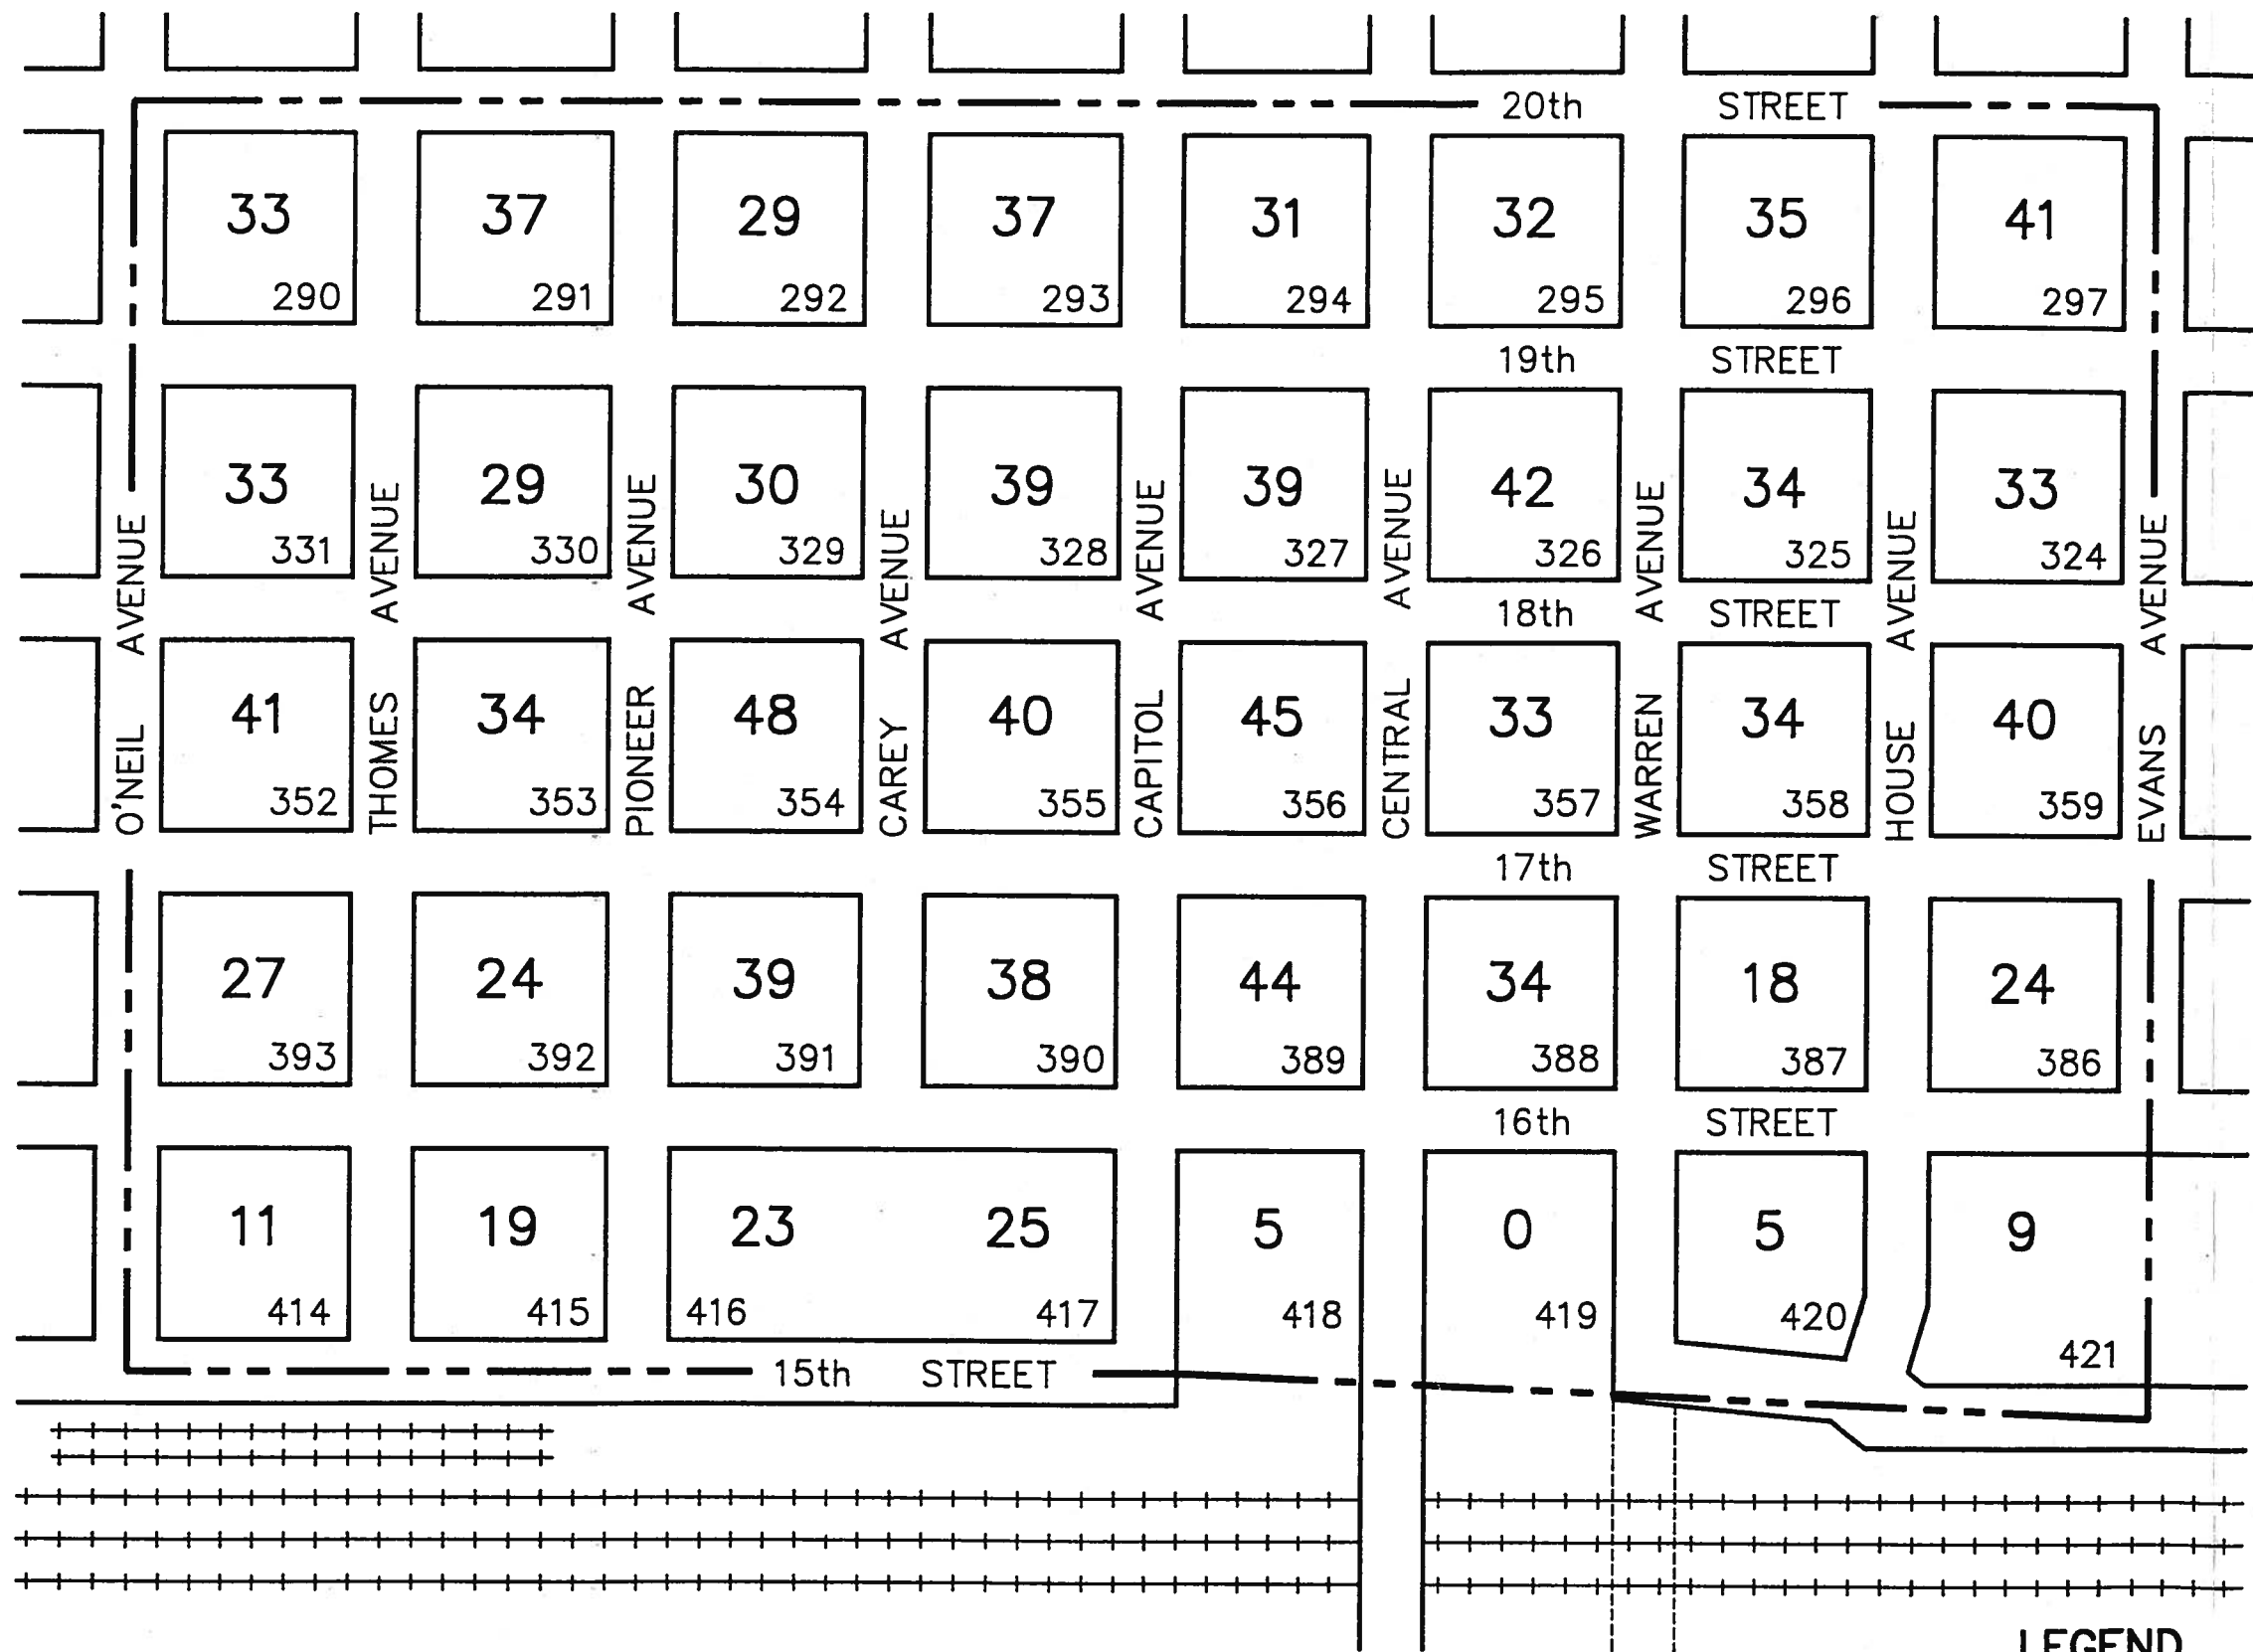 20th STREET
33 37 29 37 31 32 35 41
290 291 292 293 294 295 296 297
19th STREET
33 29 30 39 39 42 34 33
331 330 329 328 327 326 325 324
18th STREET
O'NEIL AVENUE
THOMES AVENUE
PIONEER AVENUE
CAREY AVENUE
CAPITOL AVENUE
CENTRAL AVENUE
WARREN AVENUE
HOUSE AVENUE
EVANS AVENUE
41 34 48 40 45 33 34 40
352 353 354 355 356 357 358 359
17th STREET
27 24 39 38 44 34 18 24
393 392 391 390 389 388 387 386
16th STREET
11 19 23 25 5 0 5 9
414 415 416 417 418 419 420 421
15th STREET
LEGEND